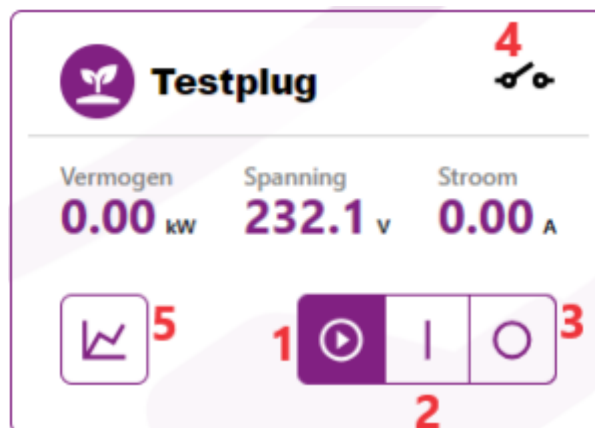 4
Testplug
Vermogen Spanning Stroom
0.00 kW 232.1 V 0.00 A
5 1 3
2